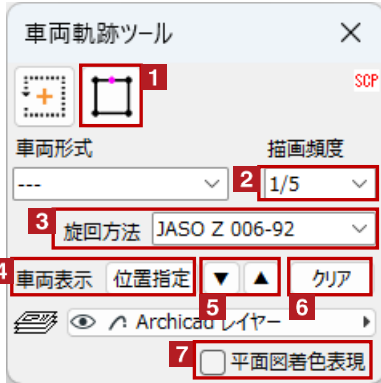 車両軌跡ツール
1
SCP
車両形式 描画頻度
--- 2 1/5
3 旋回方法 JASO Z 006-92
4 車両表示 位置指定 ▼ ▲ クリア
5 6
Archicad レイヤー
7 平面図着色表現